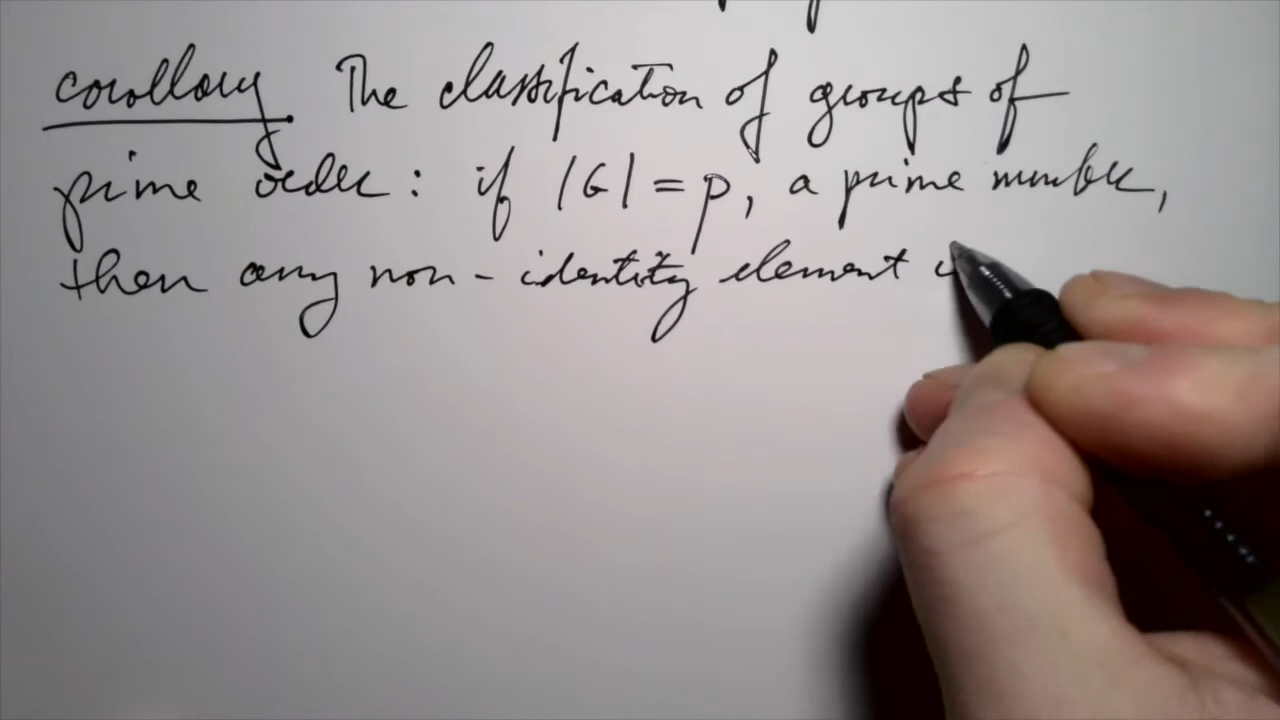 corollary The classification of groups of
prime order: if |G| = p, a prime number,
then any non-identity element